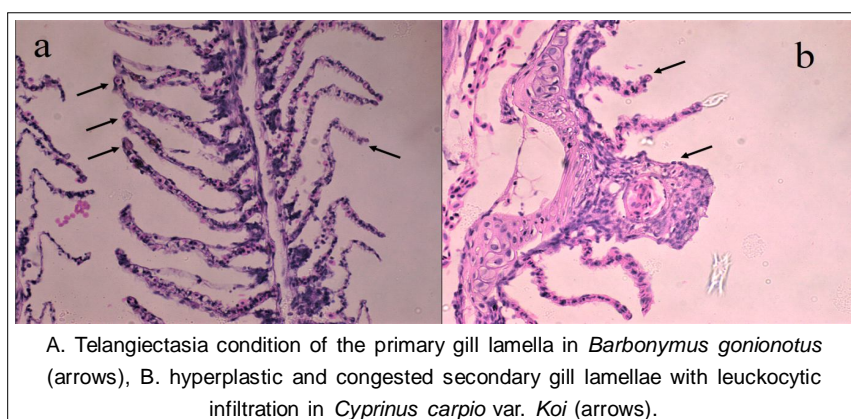 a
b
A. Telangiectasia condition of the primary gill lamella in Barbonymus gonionotus
(arrows), B. hyperplastic and congested secondary gill lamellae with leuckocytic
infiltration in Cyprinus carpio var. Koi (arrows).